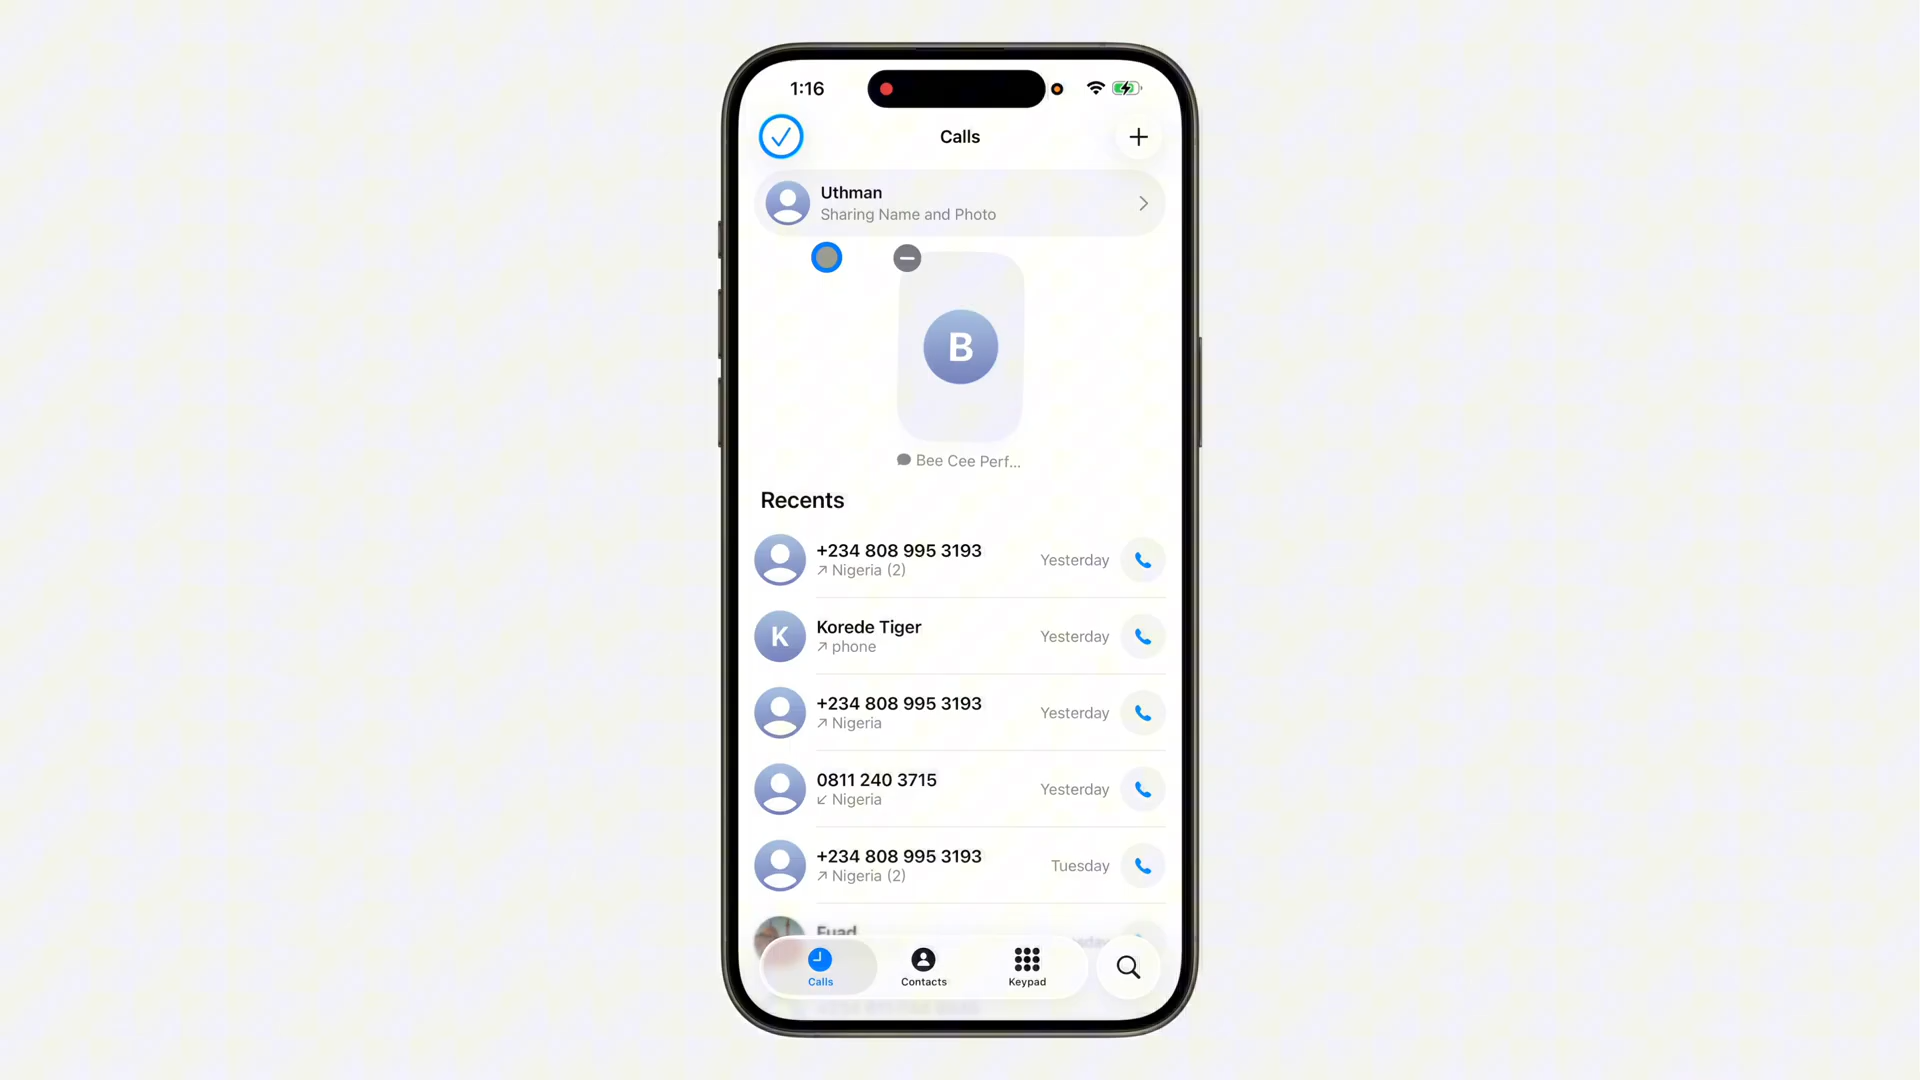 1:16
Calls
Uthman
Sharing Name and Photo
B
Bee Cee Perf...
Recents
+234 808 995 3193
Nigeria (2)
Yesterday
K
Korede Tiger
phone
Yesterday
+234 808 995 3193
Nigeria
Yesterday
0811 240 3715
Nigeria
Yesterday
+234 808 995 3193
Nigeria (2)
Tuesday
Fuad
Calls
Contacts
Keypad